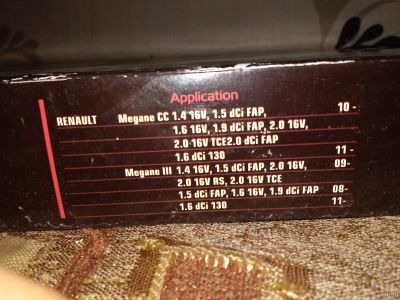 Application
RENAULT Megane CC 1.4 16V, 1.5 dCi FAP, 10 -
1.6 16V, 1.9 dCi FAP, 2.0 16V,
2.0 16V TCE2.0 dCi FAP
1.6 dCi 130 11 -
Megane III 1.4 16V, 1.5 dCi FAP, 2.0 16V, 09-
2.0 16V RS, 2.0 16V TCE
1.5 dCi FAP, 1.6 16V, 1.9 dCi FAP 08-
1.6 dCi 130 11-